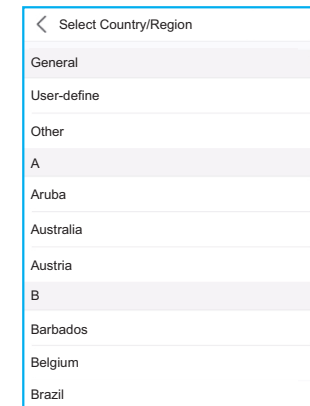 Select Country/Region
General
User-define
Other
A
Aruba
Australia
Austria
B
Barbados
Belgium
Brazil